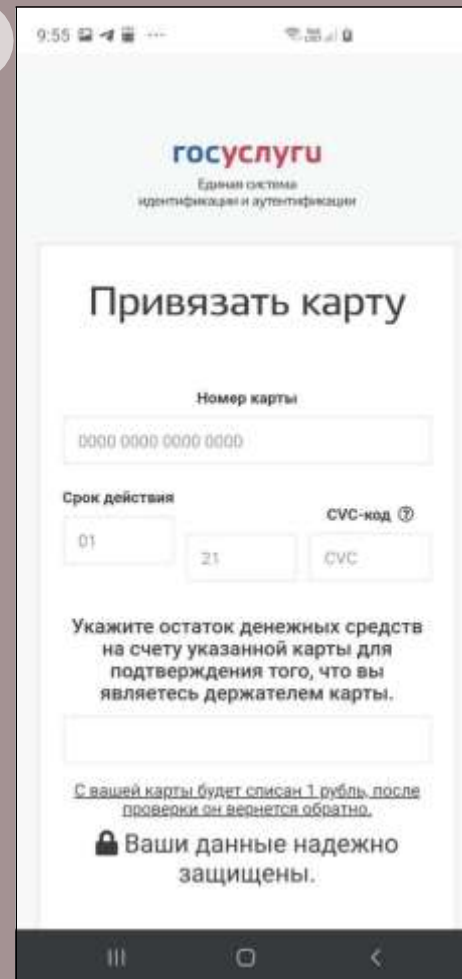 9:55
госуслуги
Единая система
идентификации и аутентификации
Привязать карту
Номер карты
0000 0000 0000 0000
Срок действия
CVC-код
01
21
CVC
Укажите остаток денежных средств
на счету указанной карты для
подтверждения того, что вы
являетесь держателем карты.
С вашей карты будет списан 1 рубль, после
проверки он вернется обратно.
Ваши данные надежно
защищены.